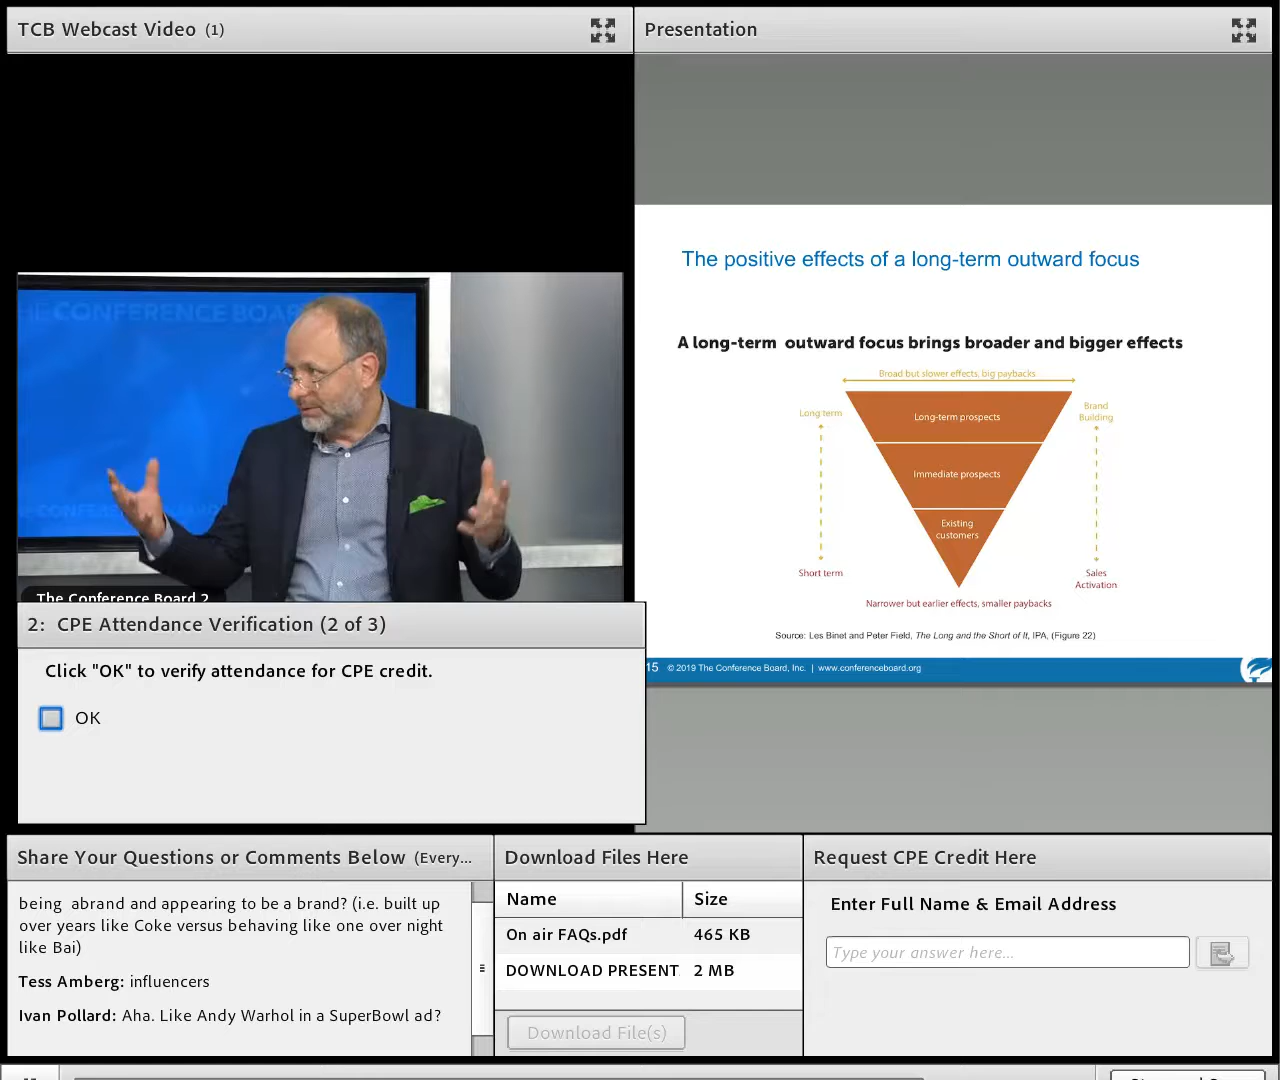 TCB Webcast Video (1)
Presentation
THE CONFERENCE BOAR
The Conference Board 2
The positive effects of a long-term outward focus
A long-term outward focus brings broader and bigger effects
Broad but slower effects, big paybacks
Long term
Long-term prospects
Brand
Building
Immediate prospects
Existing
customers
Short term
Sales
Activation
Narrower but earlier effects, smaller paybacks
Source: Les Binet and Peter Field, The Long and the Short of It, IPA, (Figure 22)
15 © 2019 The Conference Board, Inc. | www.conferenceboard.org
2: CPE Attendance Verification (2 of 3)
Click "OK" to verify attendance for CPE credit.
OK
Share Your Questions or Comments Below (Every...
being abrand and appearing to be a brand? (i.e. built up
over years like Coke versus behaving like one over night
like Bai)
Tess Amberg: influencers
Ivan Pollard: Aha. Like Andy Warhol in a SuperBowl ad?
Download Files Here
Name Size
On air FAQs.pdf 465 KB
DOWNLOAD PRESENT 2 MB
Download File(s)
Request CPE Credit Here
Enter Full Name & Email Address
Type your answer here...